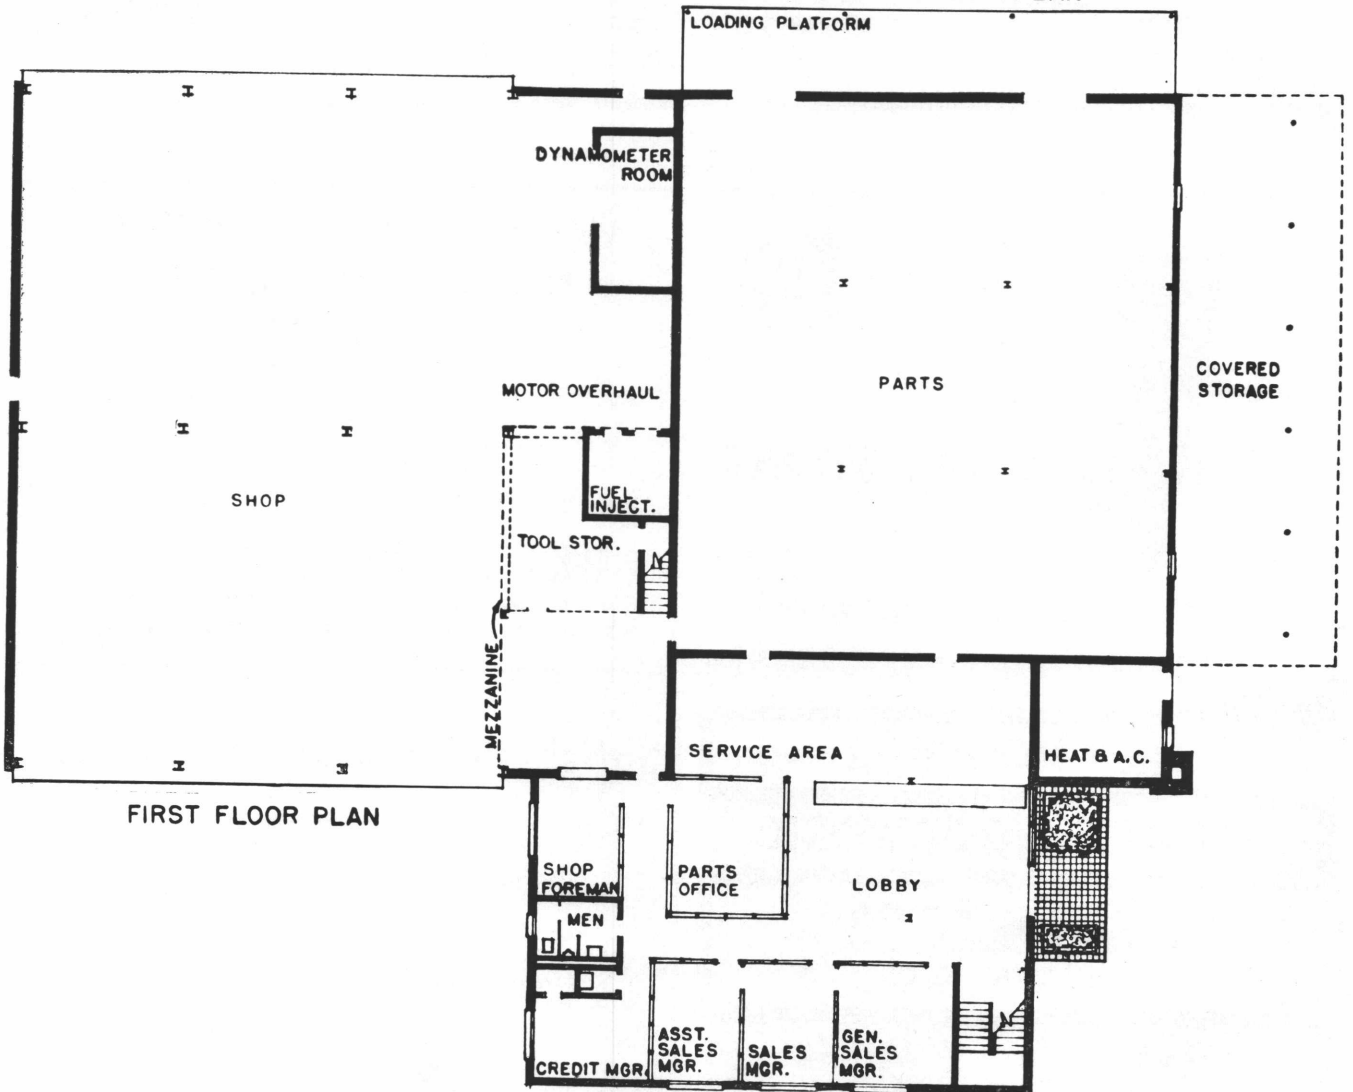 LOADING PLATFORM
DYNAMOMETER
ROOM
MOTOR OVERHAUL
PARTS
COVERED
STORAGE
SHOP
FUEL
INJECT.
TOOL STOR.
MEZZANINE
SERVICE AREA
HEAT & A.C.
FIRST FLOOR PLAN
SHOP
FOREMAN
PARTS
OFFICE
LOBBY
MEN
CREDIT MGR.
ASST.
SALES
MGR.
SALES
MGR.
GEN.
SALES
MGR.